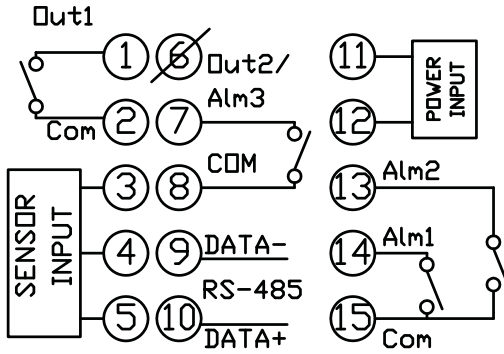 Out1
1 6 Out2/ 11
POWER INPUT
Com 2 7 Alm3 12
3 8 COM 13 Alm2
SENSOR INPUT
4 9 DATA- 14 Alm1
RS-485
5 10 DATA+ 15 Com